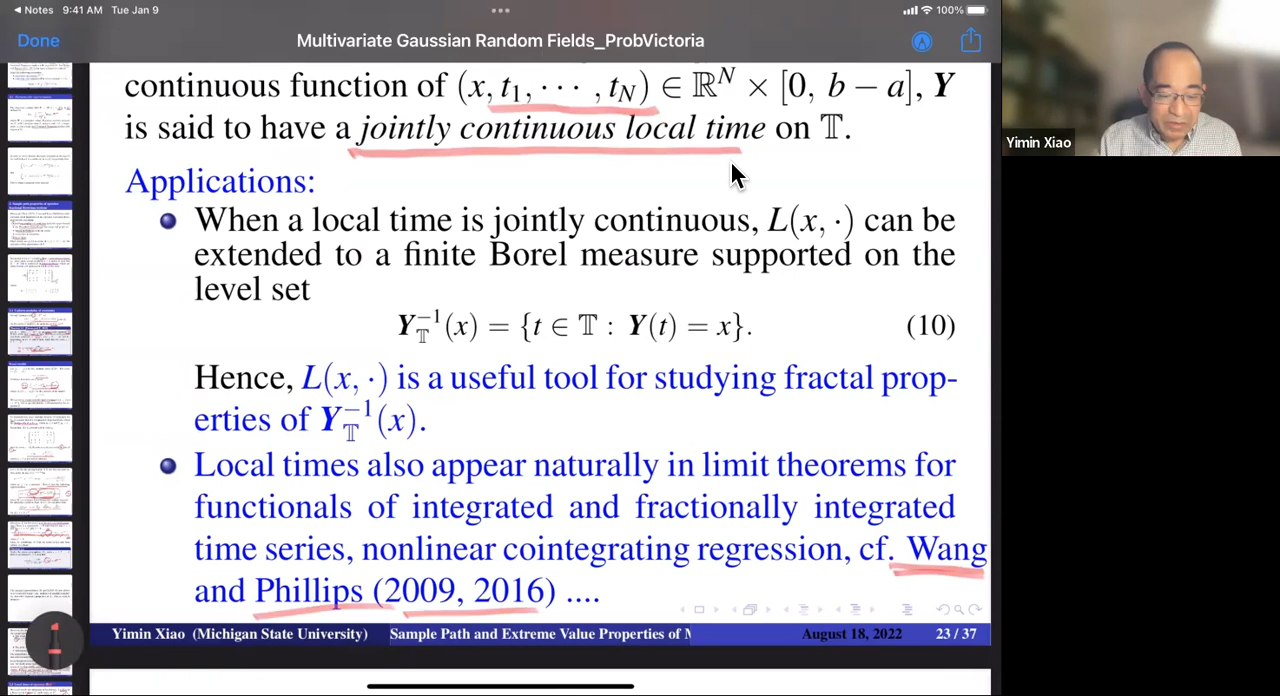 Notes 9:41 AM Tue Jan 9
100%
Done
Multivariate Gaussian Random Fields_ProbVictoria
continuous function of (x, t₁, ⋯ , t_N) ∈ ℝ^N × [0, b − a], Y
is said to have a jointly continuous local time on 𝕋.
Applications:
When a local time is jointly continuous, L(x, ·) can be
extended to a finite Borel measure supported on the
level set
Y_𝕋^{−1}(x) = {t ∈ 𝕋 : Y(t) = x}. (10)
Hence, L(x, ·) is a useful tool for studying fractal prop-
erties of Y_𝕋^{−1}(x).
Local times also appear naturally in limit theorems for
functionals of integrated and fractionally integrated
time series, nonlinear cointegrating regression, cf. Wang
and Phillips (2009, 2016) ....
Yimin Xiao (Michigan State University) Sample Path and Extreme Value Properties of August 18, 2022 23 / 37
Yimin Xiao